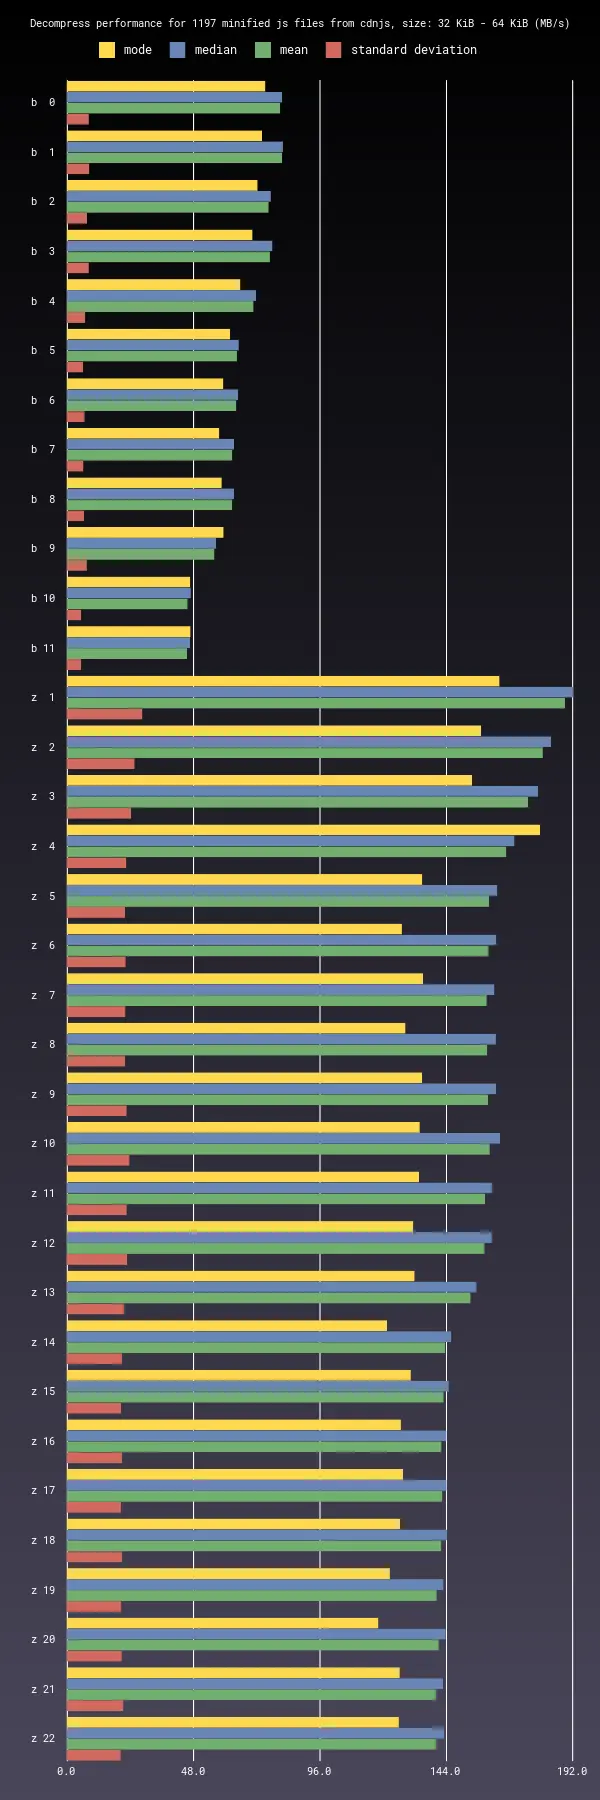 Decompress performance for 1197 minified js files from cdnjs, size: 32 KiB - 64 KiB (MB/s)
mode median mean standard deviation
b 0
b 1
b 2
b 3
b 4
b 5
b 6
b 7
b 8
b 9
b 10
b 11
z 1
z 2
z 3
z 4
z 5
z 6
z 7
z 8
z 9
z 10
z 11
z 12
z 13
z 14
z 15
z 16
z 17
z 18
z 19
z 20
z 21
z 22
0.0 48.0 96.0 144.0 192.0